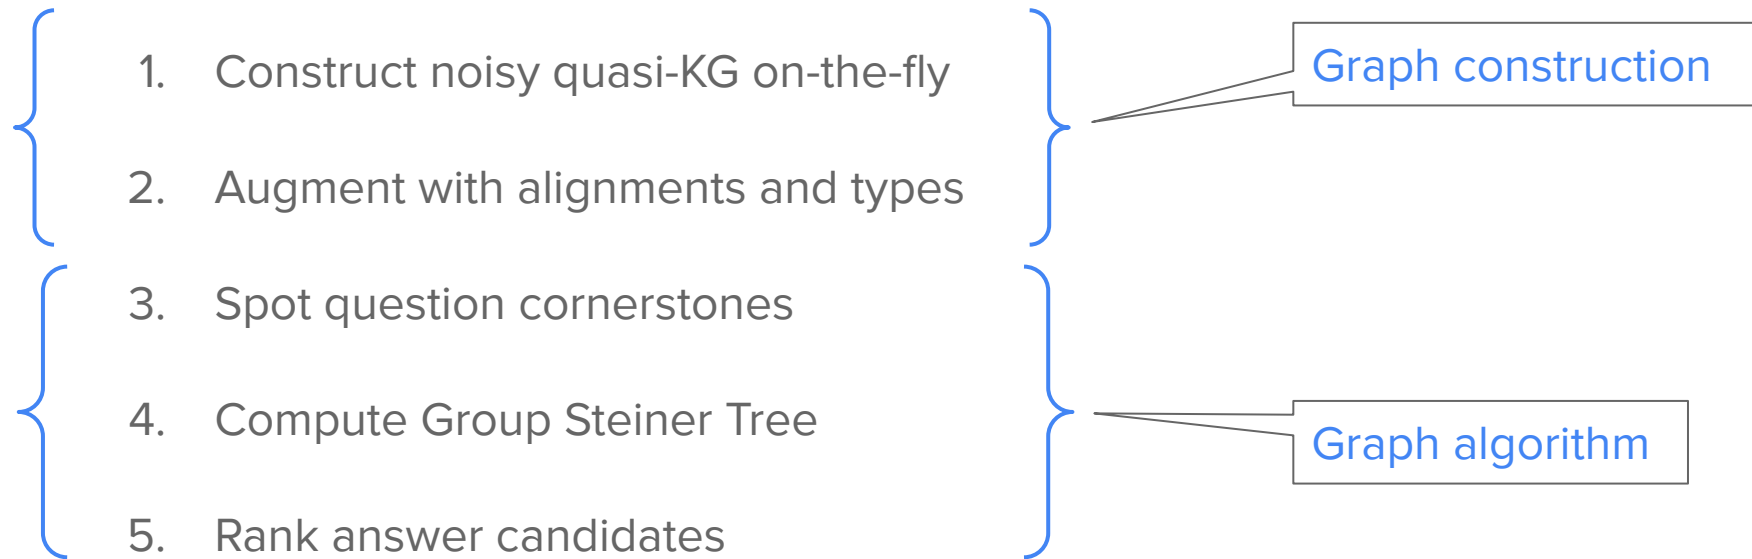 1. Construct noisy quasi-KG on-the-fly
Graph construction
2. Augment with alignments and types
3. Spot question cornerstones
4. Compute Group Steiner Tree
Graph algorithm
5. Rank answer candidates